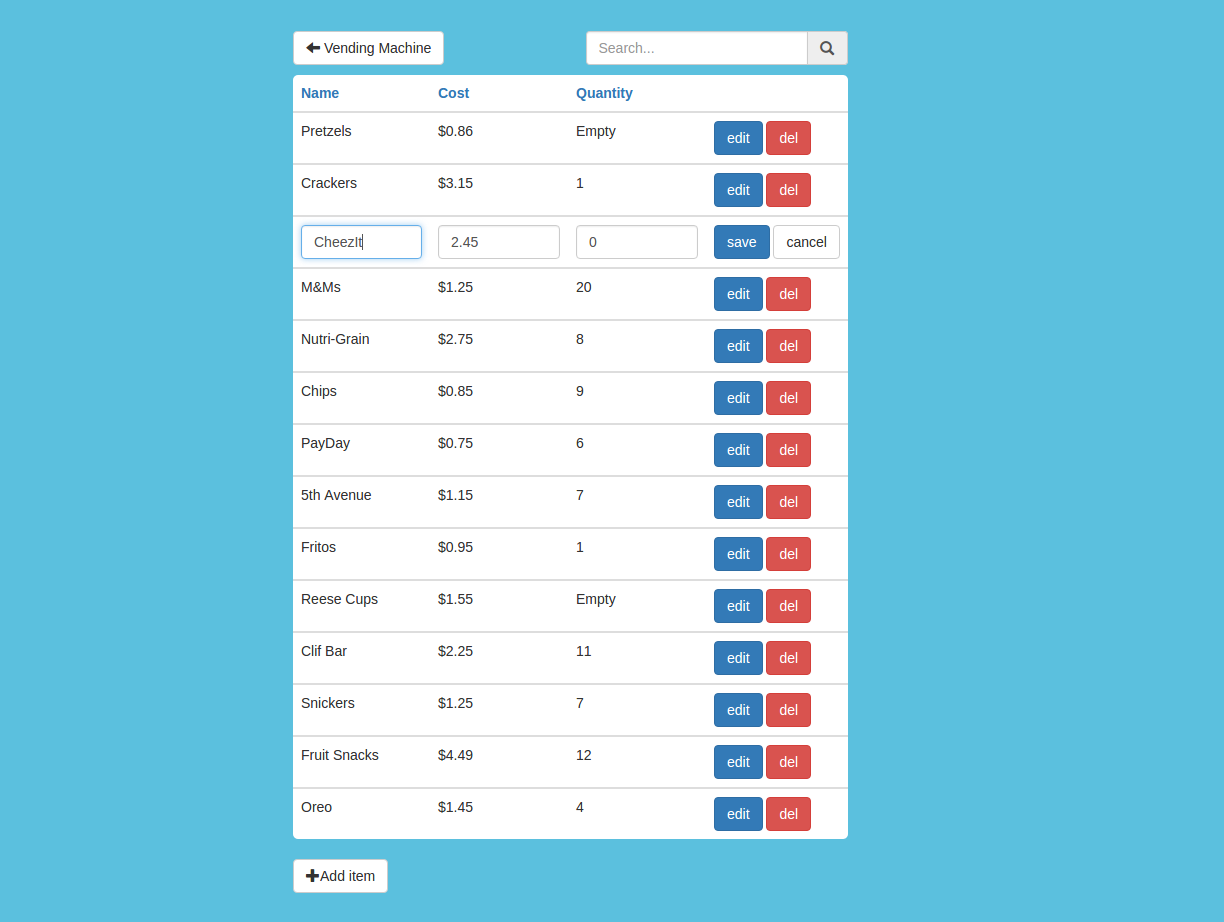 Vending Machine Search...
Name Cost Quantity
Pretzels $0.86 Empty edit del
Crackers $3.15 1 edit del
CheezIt 2.45 0 save cancel
M&Ms $1.25 20 edit del
Nutri-Grain $2.75 8 edit del
Chips $0.85 9 edit del
PayDay $0.75 6 edit del
5th Avenue $1.15 7 edit del
Fritos $0.95 1 edit del
Reese Cups $1.55 Empty edit del
Clif Bar $2.25 11 edit del
Snickers $1.25 7 edit del
Fruit Snacks $4.49 12 edit del
Oreo $1.45 4 edit del
Add item